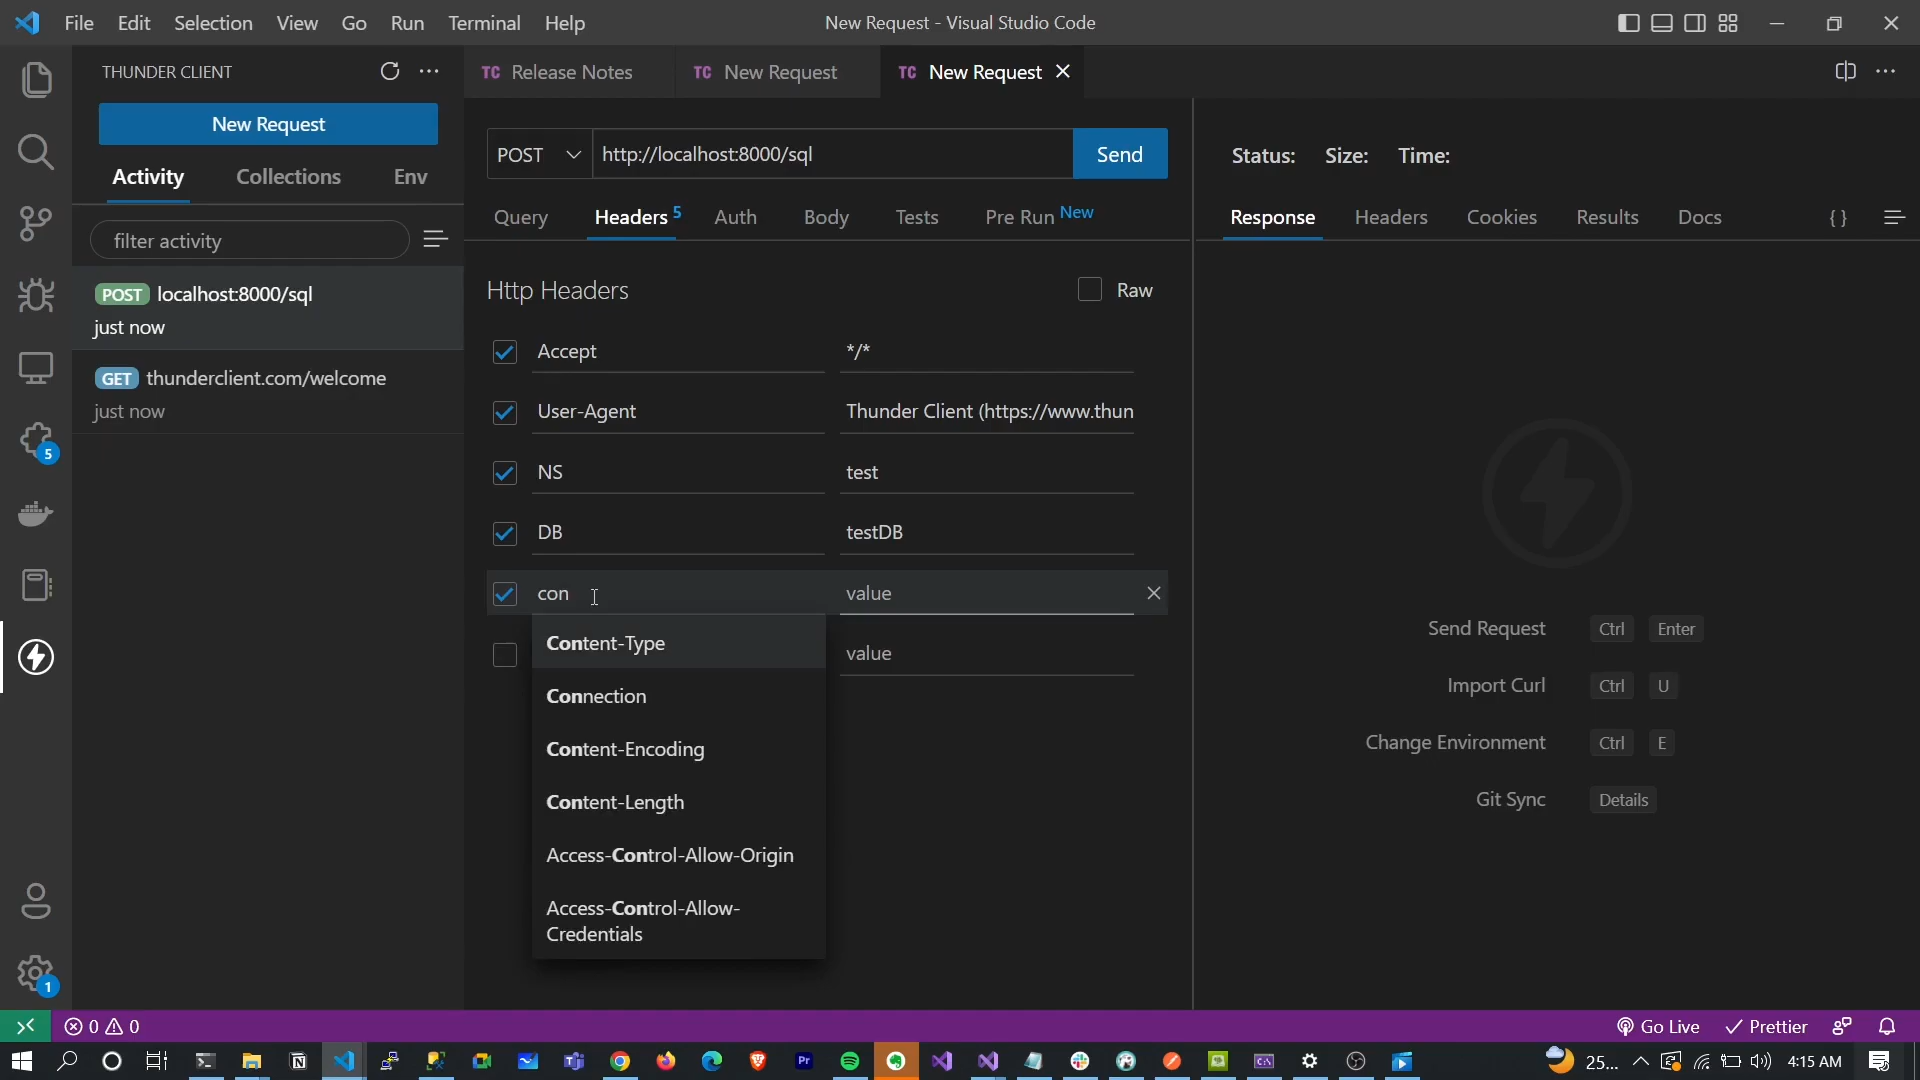 File Edit Selection View Go Run Terminal Help
New Request - Visual Studio Code
THUNDER CLIENT
TC Release Notes
TC New Request
TC New Request
New Request
POST http://localhost:8000/sql Send
Status: Size: Time:
Activity Collections Env
Query Headers 5 Auth Body Tests Pre Run New
Response Headers Cookies Results Docs { }
filter activity
POST localhost:8000/sql
just now
GET thunderclient.com/welcome
just now
Http Headers Raw
Accept */*
User-Agent Thunder Client (https://www.thun
NS test
DB testDB
con value
value
Content-Type
Connection
Content-Encoding
Content-Length
Access-Control-Allow-Origin
Access-Control-Allow-
Credentials
Send Request Ctrl Enter
Import Curl Ctrl U
Change Environment Ctrl E
Git Sync Details
5
1
0 0
Go Live Prettier
Pr
25... 4:15 AM